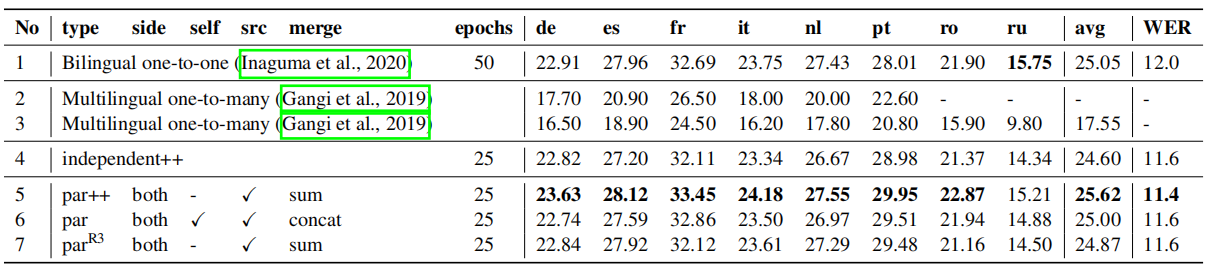 No type side self src merge epochs de es fr it nl pt ro ru avg WER
1 Bilingual one-to-one (Inaguma et al., 2020) 50 22.91 27.96 32.69 23.75 27.43 28.01 21.90 15.75 25.05 12.0
2 Multilingual one-to-many (Gangi et al., 2019) 17.70 20.90 26.50 18.00 20.00 22.60 - - - -
3 Multilingual one-to-many (Gangi et al., 2019) 16.50 18.90 24.50 16.20 17.80 20.80 15.90 9.80 17.55 -
4 independent++ 25 22.82 27.20 32.11 23.34 26.67 28.98 21.37 14.34 24.60 11.6
5 par++ both - ✓ sum 25 23.63 28.12 33.45 24.18 27.55 29.95 22.87 15.21 25.62 11.4
6 par both ✓ ✓ concat 25 22.74 27.59 32.86 23.50 26.97 29.51 21.94 14.88 25.00 11.6
7 par^R3 both - ✓ sum 25 22.84 27.92 32.12 23.61 27.29 29.48 21.16 14.50 24.87 11.6